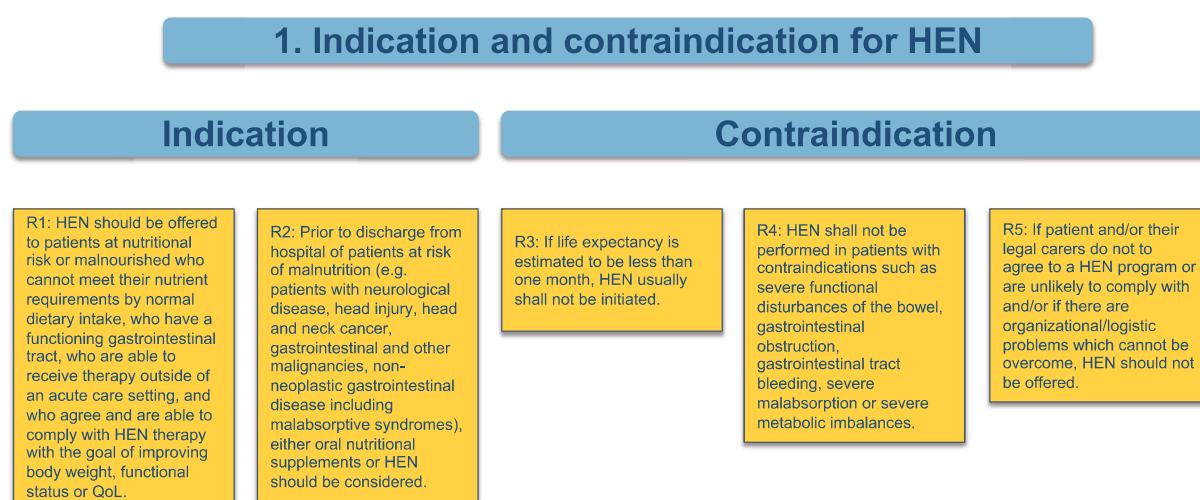 1. Indication and contraindication for HEN
Indication
Contraindication
R1: HEN should be offered
to patients at nutritional
risk or malnourished who
cannot meet their nutrient
requirements by normal
dietary intake, who have a
functioning gastrointestinal
tract, who are able to
receive therapy outside of
an acute care setting, and
who agree and are able to
comply with HEN therapy
with the goal of improving
body weight, functional
status or QoL.
R2: Prior to discharge from
hospital of patients at risk
of malnutrition (e.g.
patients with neurological
disease, head injury, head
and neck cancer,
gastrointestinal and other
malignancies, non-
neoplastic gastrointestinal
disease including
malabsorptive syndromes),
either oral nutritional
supplements or HEN
should be considered.
R3: If life expectancy is
estimated to be less than
one month, HEN usually
shall not be initiated.
R4: HEN shall not be
performed in patients with
contraindications such as
severe functional
disturbances of the bowel,
gastrointestinal
obstruction,
gastrointestinal tract
bleeding, severe
malabsorption or severe
metabolic imbalances.
R5: If patient and/or their
legal carers do not to
agree to a HEN program or
are unlikely to comply with
and/or if there are
organizational/logistic
problems which cannot be
overcome, HEN should not
be offered.